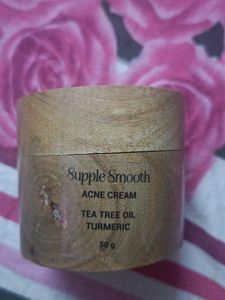 Supple Smooth
ACNE CREAM
TEA TREE OIL
TURMERIC
50 g